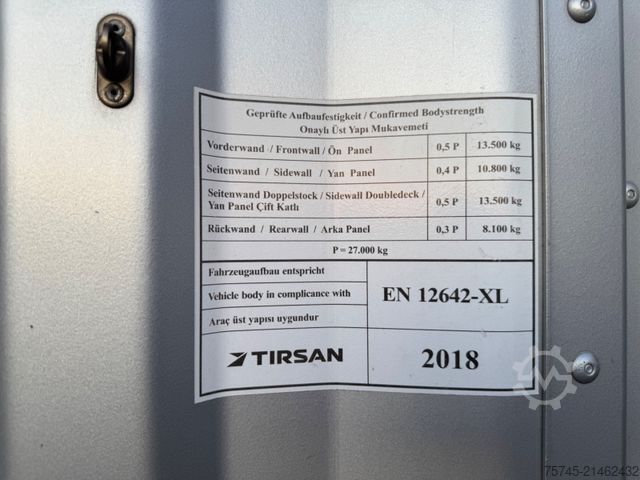 Geprüfte Aufbaufestigkeit / Confirmed Bodystrength
Onaylı Üst Yapı Mukavemeti
Vorderwand / Frontwall / Ön Panel 0,5 P 13.500 kg
Seitenwand / Sidewall / Yan Panel 0,4 P 10.800 kg
Seitenwand Doppelstock / Sidewall Doubledeck /
Yan Panel Çift Katlı 0,5 P 13.500 kg
Rückwand / Rearwall / Arka Panel 0,3 P 8.100 kg
P = 27.000 kg
Fahrzeugaufbau entspricht
Vehicle body in complicance with
Araç üst yapısı uygundur
EN 12642-XL
TIRSAN
2018
75745-21462432